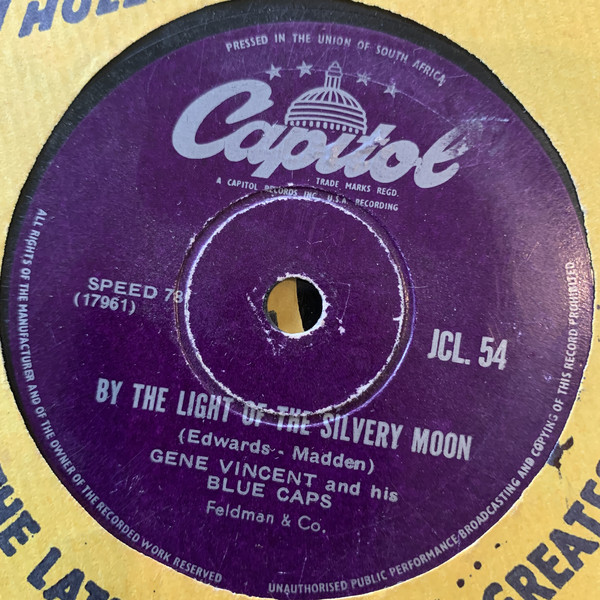 PRESSED IN THE UNION OF SOUTH AFRICA
Capitol
TRADE MARKS REGD.
A CAPITOL RECORDS INC. U.S.A. RECORDING
SPEED 78
(17961)
JCL. 54
BY THE LIGHT OF THE SILVERY MOON
(Edwards - Madden)
GENE VINCENT and his
BLUE CAPS
Feldman & Co.
ALL RIGHTS OF THE MANUFACTURER AND OF THE OWNER OF THE RECORDED WORK RESERVED
UNAUTHORISED PUBLIC PERFORMANCE/BROADCASTING AND COPYING OF THIS RECORD PROHIBITED